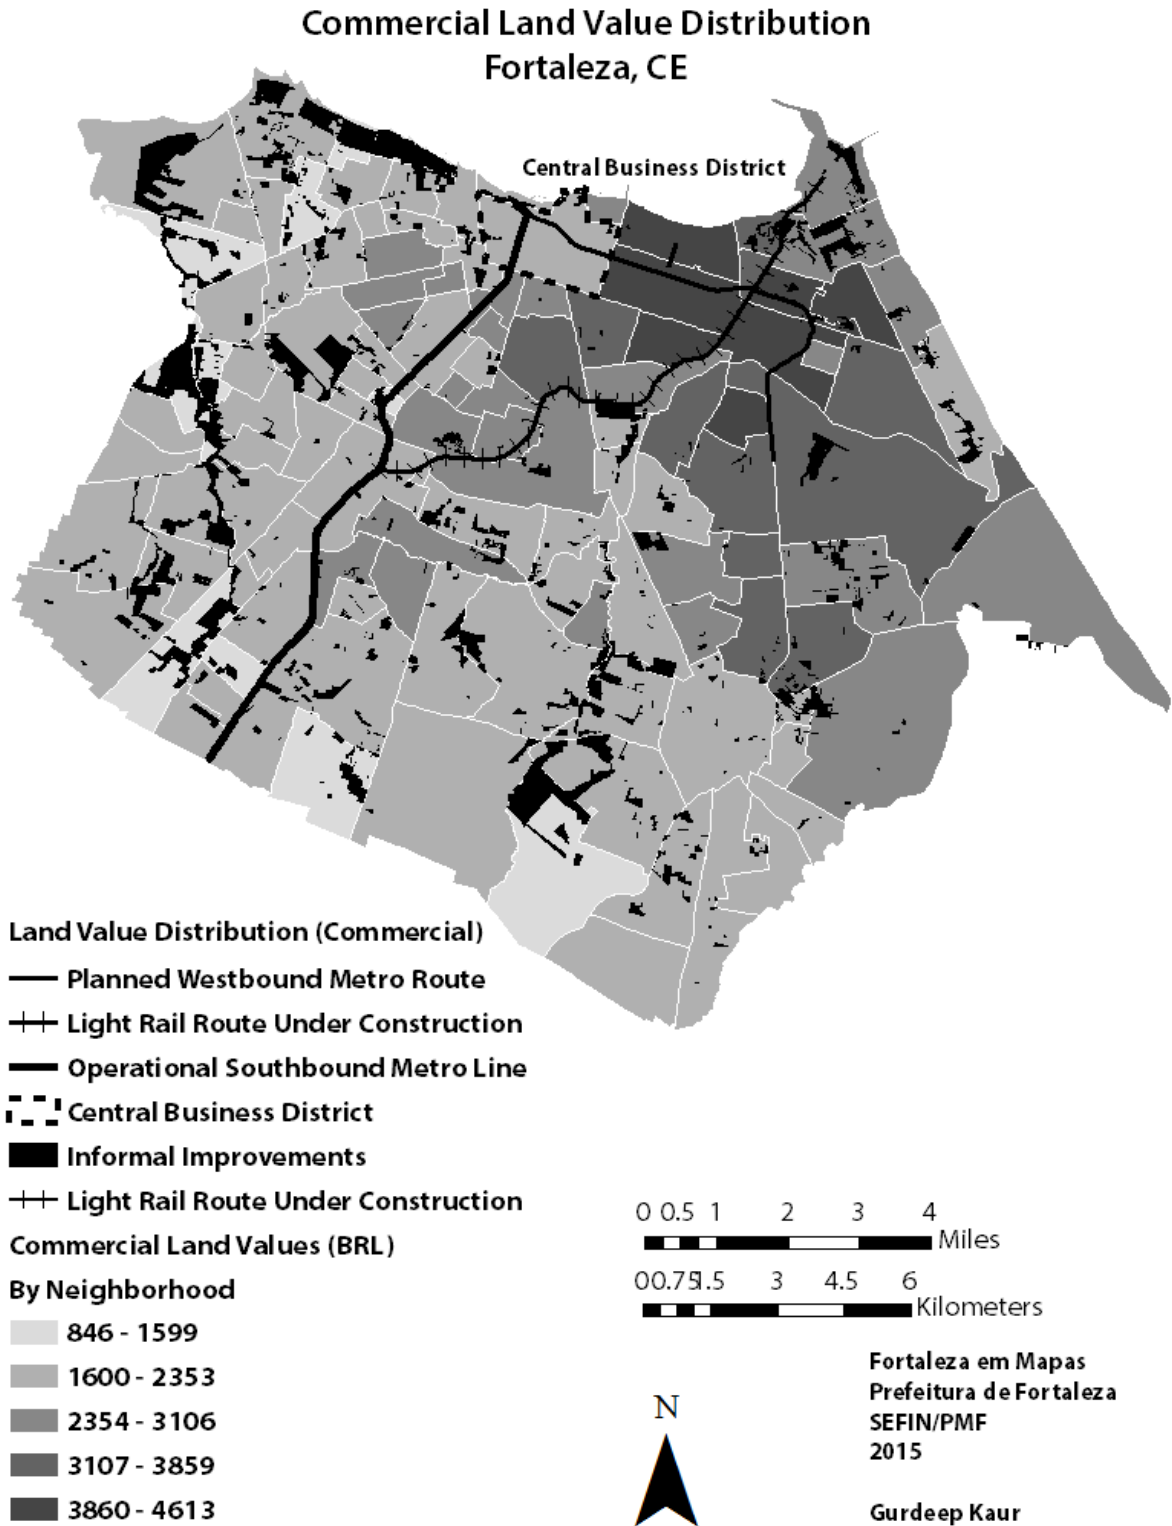 Commercial Land Value Distribution
Fortaleza, CE
Central Business District
Land Value Distribution (Commercial)
Planned Westbound Metro Route
Light Rail Route Under Construction
Operational Southbound Metro Line
Central Business District
Informal Improvements
Light Rail Route Under Construction
Commercial Land Values (BRL)
By Neighborhood
846 - 1599
1600 - 2353
2354 - 3106
3107 - 3859
3860 - 4613
0 0.5 1 2 3 4
Miles
0 0.75 1.5 3 4.5 6
Kilometers
N
Fortaleza em Mapas
Prefeitura de Fortaleza
SEFIN/PMF
2015
Gurdeep Kaur